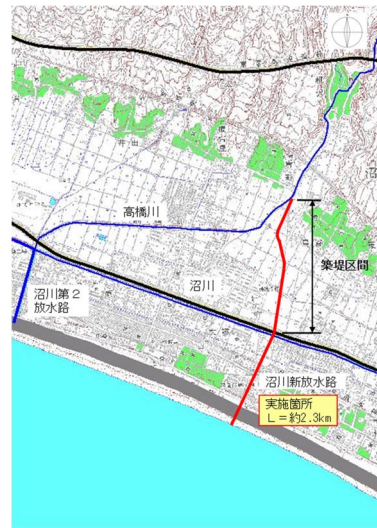 高橋川
築堤区間
沼川
沼川第2
放水路
沼川新放水路
実施箇所
L=約2.3km